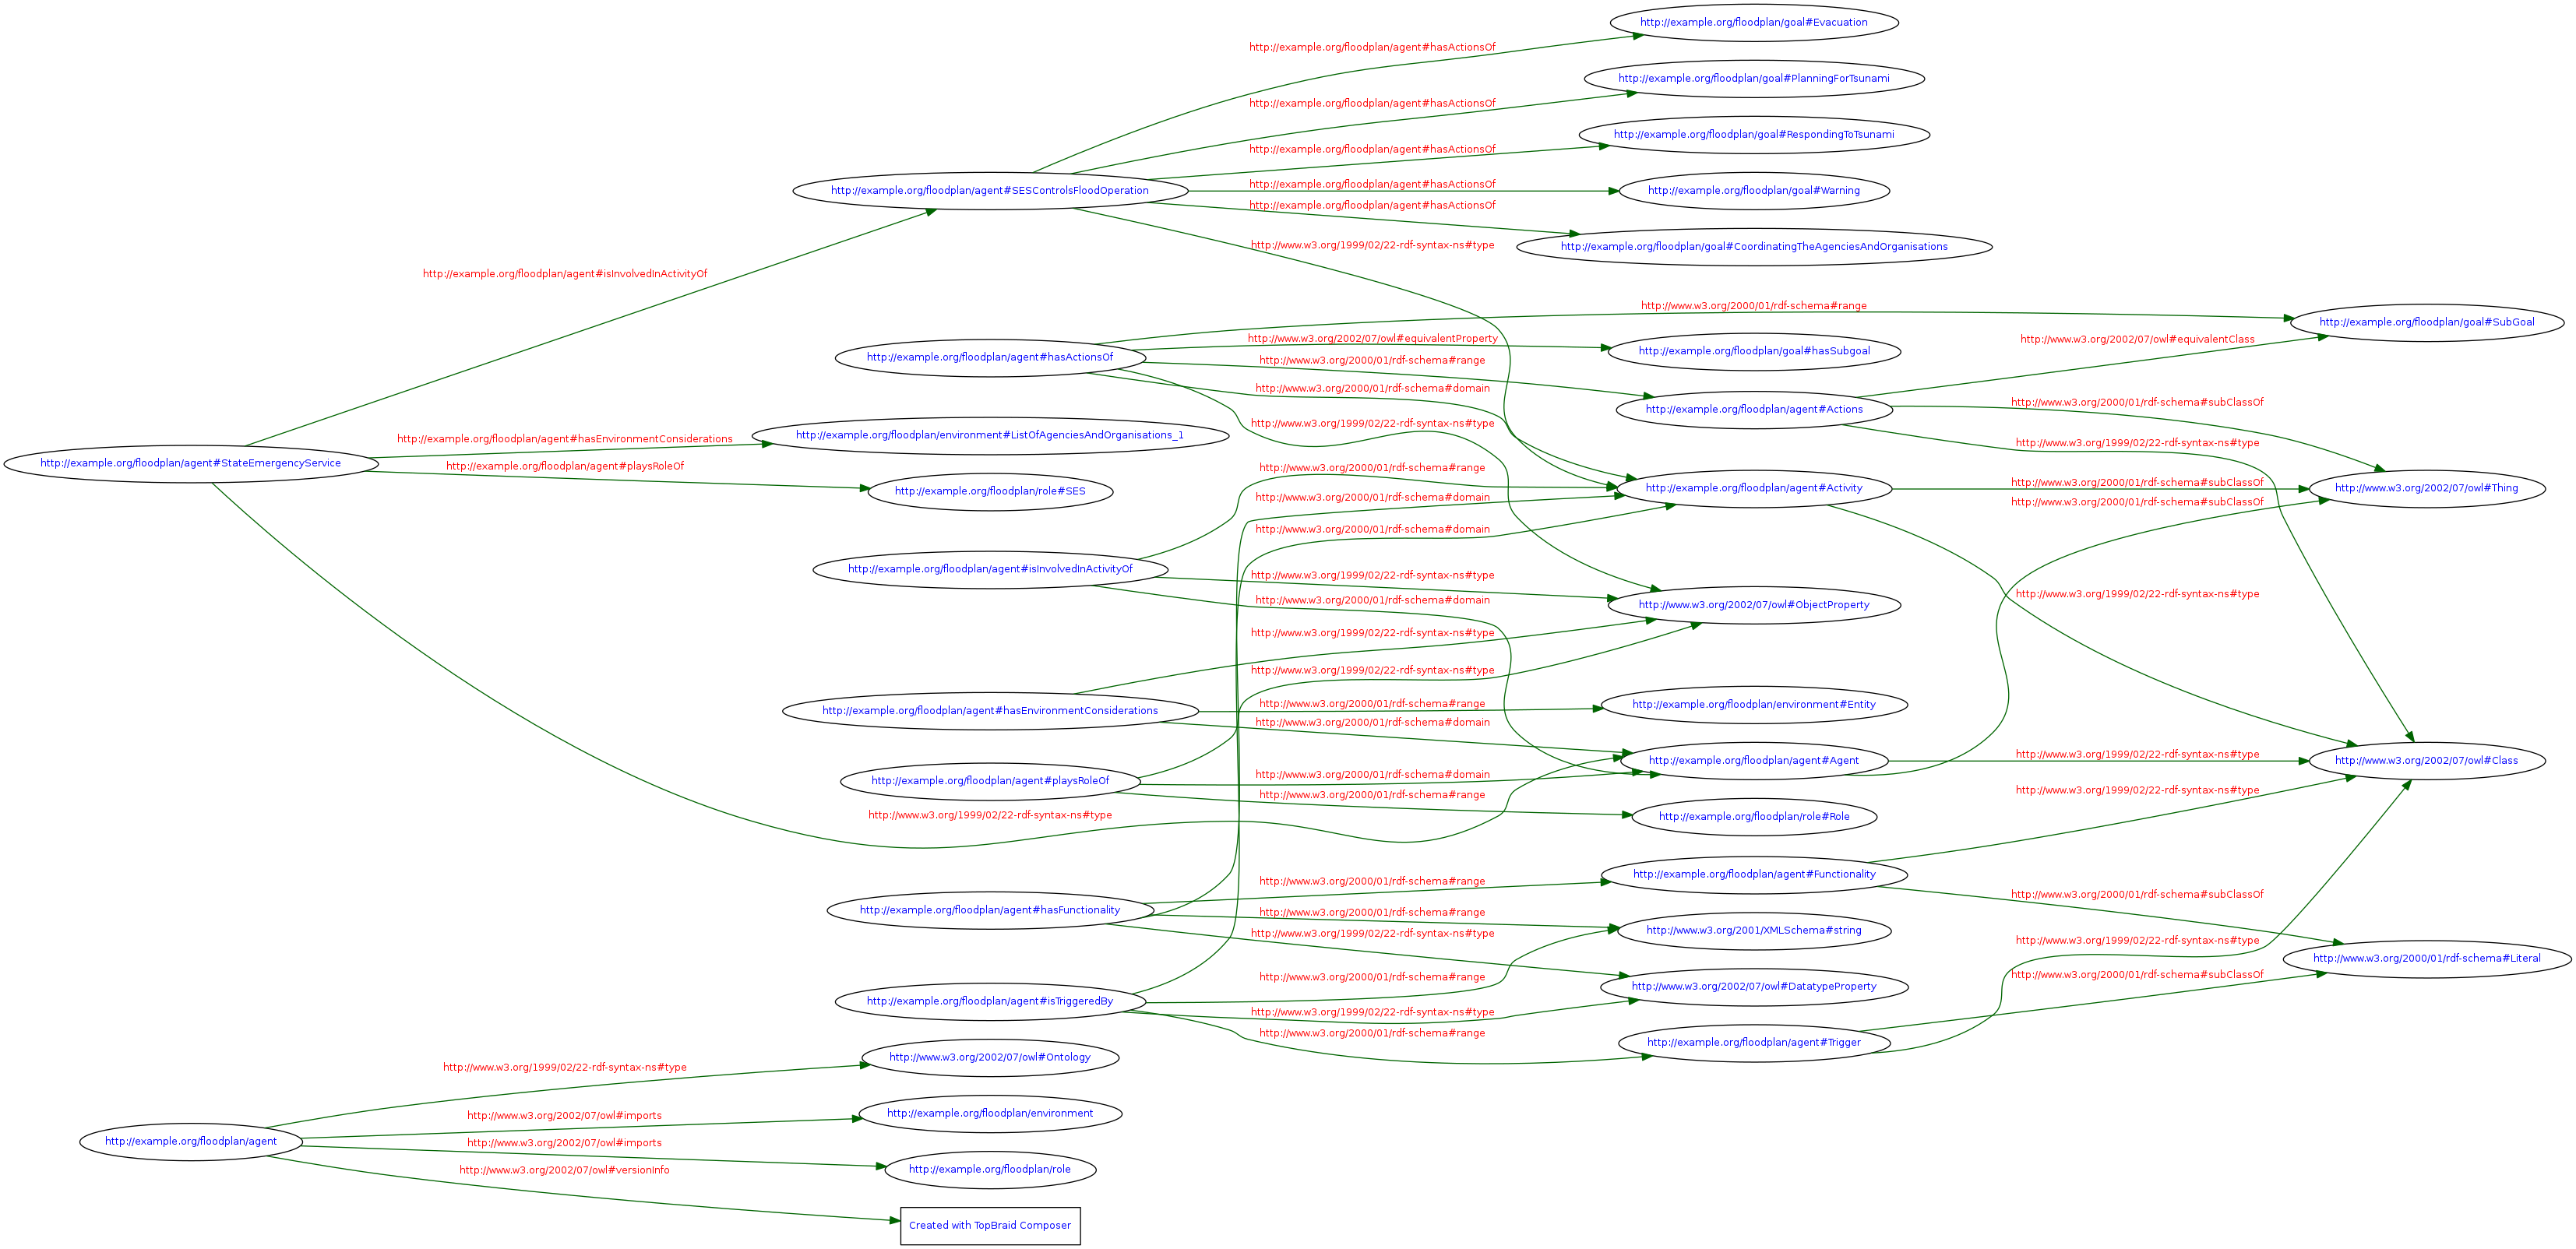 http://example.org/floodplan/goal#Evacuation
http://example.org/floodplan/agent#hasActionsOf
http://example.org/floodplan/goal#PlanningForTsunami
http://example.org/floodplan/agent#hasActionsOf
http://example.org/floodplan/goal#RespondingToTsunami
http://example.org/floodplan/agent#hasActionsOf
http://example.org/floodplan/agent#SESControlsFloodOperation
http://example.org/floodplan/agent#hasActionsOf
http://example.org/floodplan/goal#Warning
http://example.org/floodplan/agent#hasActionsOf
http://www.w3.org/1999/02/22-rdf-syntax-ns#type
http://example.org/floodplan/goal#CoordinatingTheAgenciesAndOrganisations
http://example.org/floodplan/agent#isInvolvedInActivityOf
http://www.w3.org/2000/01/rdf-schema#range
http://example.org/floodplan/goal#SubGoal
http://www.w3.org/2002/07/owl#equivalentProperty
http://www.w3.org/2002/07/owl#equivalentClass
http://example.org/floodplan/agent#hasActionsOf
http://example.org/floodplan/goal#hasSubgoal
http://www.w3.org/2000/01/rdf-schema#range
http://www.w3.org/2000/01/rdf-schema#domain
http://www.w3.org/2000/01/rdf-schema#subClassOf
http://example.org/floodplan/agent#Actions
http://www.w3.org/1999/02/22-rdf-syntax-ns#type
http://example.org/floodplan/agent#hasEnvironmentConsiderations
http://example.org/floodplan/environment#ListOfAgenciesAndOrganisations_1
http://www.w3.org/1999/02/22-rdf-syntax-ns#type
http://example.org/floodplan/agent#StateEmergencyService
http://example.org/floodplan/agent#playsRoleOf
http://www.w3.org/2000/01/rdf-schema#range
http://www.w3.org/2000/01/rdf-schema#subClassOf
http://example.org/floodplan/role#SES
http://www.w3.org/2000/01/rdf-schema#domain
http://example.org/floodplan/agent#Activity
http://www.w3.org/2002/07/owl#Thing
http://www.w3.org/2000/01/rdf-schema#subClassOf
http://www.w3.org/2000/01/rdf-schema#domain
http://example.org/floodplan/agent#isInvolvedInActivityOf
http://www.w3.org/1999/02/22-rdf-syntax-ns#type
http://www.w3.org/1999/02/22-rdf-syntax-ns#type
http://www.w3.org/2000/01/rdf-schema#domain
http://www.w3.org/2002/07/owl#ObjectProperty
http://www.w3.org/1999/02/22-rdf-syntax-ns#type
http://www.w3.org/1999/02/22-rdf-syntax-ns#type
http://example.org/floodplan/agent#hasEnvironmentConsiderations
http://www.w3.org/2000/01/rdf-schema#range
http://example.org/floodplan/environment#Entity
http://www.w3.org/2000/01/rdf-schema#domain
http://www.w3.org/1999/02/22-rdf-syntax-ns#type
http://example.org/floodplan/agent#Agent
http://www.w3.org/2002/07/owl#Class
http://example.org/floodplan/agent#playsRoleOf
http://www.w3.org/2000/01/rdf-schema#domain
http://www.w3.org/2000/01/rdf-schema#range
http://www.w3.org/1999/02/22-rdf-syntax-ns#type
http://www.w3.org/1999/02/22-rdf-syntax-ns#type
http://example.org/floodplan/role#Role
http://www.w3.org/2000/01/rdf-schema#range
http://example.org/floodplan/agent#Functionality
http://www.w3.org/2000/01/rdf-schema#subClassOf
http://example.org/floodplan/agent#hasFunctionality
http://www.w3.org/2000/01/rdf-schema#range
http://www.w3.org/1999/02/22-rdf-syntax-ns#type
http://www.w3.org/2001/XMLSchema#string
http://www.w3.org/1999/02/22-rdf-syntax-ns#type
http://www.w3.org/2000/01/rdf-schema#Literal
http://www.w3.org/2000/01/rdf-schema#range
http://www.w3.org/2000/01/rdf-schema#subClassOf
http://www.w3.org/2002/07/owl#DatatypeProperty
http://example.org/floodplan/agent#isTriggeredBy
http://www.w3.org/1999/02/22-rdf-syntax-ns#type
http://www.w3.org/2000/01/rdf-schema#range
http://example.org/floodplan/agent#Trigger
http://www.w3.org/2002/07/owl#Ontology
http://www.w3.org/1999/02/22-rdf-syntax-ns#type
http://www.w3.org/2002/07/owl#imports
http://example.org/floodplan/environment
http://example.org/floodplan/agent
http://www.w3.org/2002/07/owl#imports
http://www.w3.org/2002/07/owl#versionInfo
http://example.org/floodplan/role
Created with TopBraid Composer